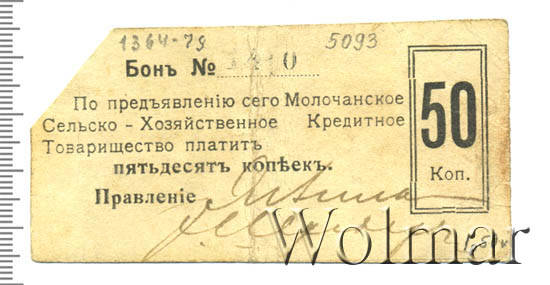 1364-79 5093
Бонъ №
По предъявленію сего Молочанское
Сельско - Хозяйственное Кредитное
Товарищество платитъ
пятьдесятъ копѣекъ.
Правленіе
50
Коп.
Wolmar